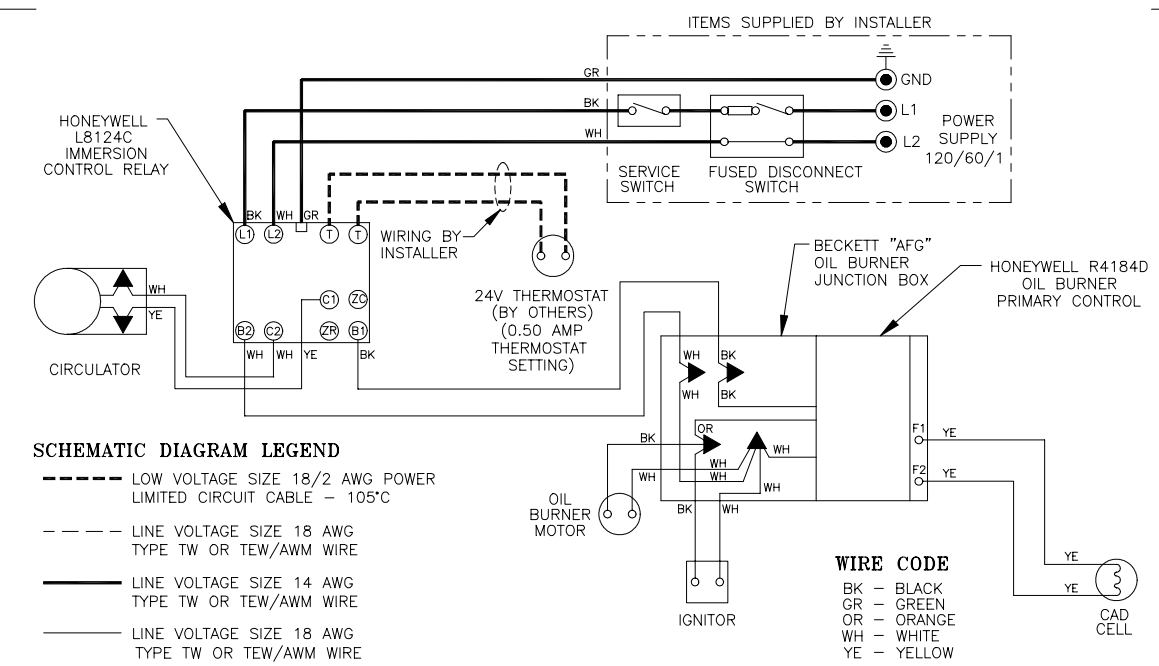 ITEMS SUPPLIED BY INSTALLER
GR
GND
BK
L1
WH
L2
POWER
SUPPLY
120/60/1
SERVICE
SWITCH
FUSED DISCONNECT
SWITCH
HONEYWELL
L8124C
IMMERSION
CONTROL RELAY
BK
WH
GR
L1
L2
T
T
C1
ZC
B2
C2
ZR
B1
WH
WH
YE
BK
WIRING BY
INSTALLER
24V THERMOSTAT
(BY OTHERS)
(0.50 AMP
THERMOSTAT
SETTING)
WH
YE
CIRCULATOR
BECKETT "AFG"
OIL BURNER
JUNCTION BOX
HONEYWELL R4184D
OIL BURNER
PRIMARY CONTROL
WH
BK
WH
BK
OR
BK
WH
WH
WH
WH
WH
BK
WH
F1
YE
F2
YE
OIL
BURNER
MOTOR
IGNITOR
YE
YE
CAD
CELL
SCHEMATIC DIAGRAM LEGEND
LOW VOLTAGE SIZE 18/2 AWG POWER
LIMITED CIRCUIT CABLE – 105°C
LINE VOLTAGE SIZE 18 AWG
TYPE TW OR TEW/AWM WIRE
LINE VOLTAGE SIZE 14 AWG
TYPE TW OR TEW/AWM WIRE
LINE VOLTAGE SIZE 18 AWG
TYPE TW OR TEW/AWM WIRE
WIRE CODE
BK – BLACK
GR – GREEN
OR – ORANGE
WH – WHITE
YE – YELLOW